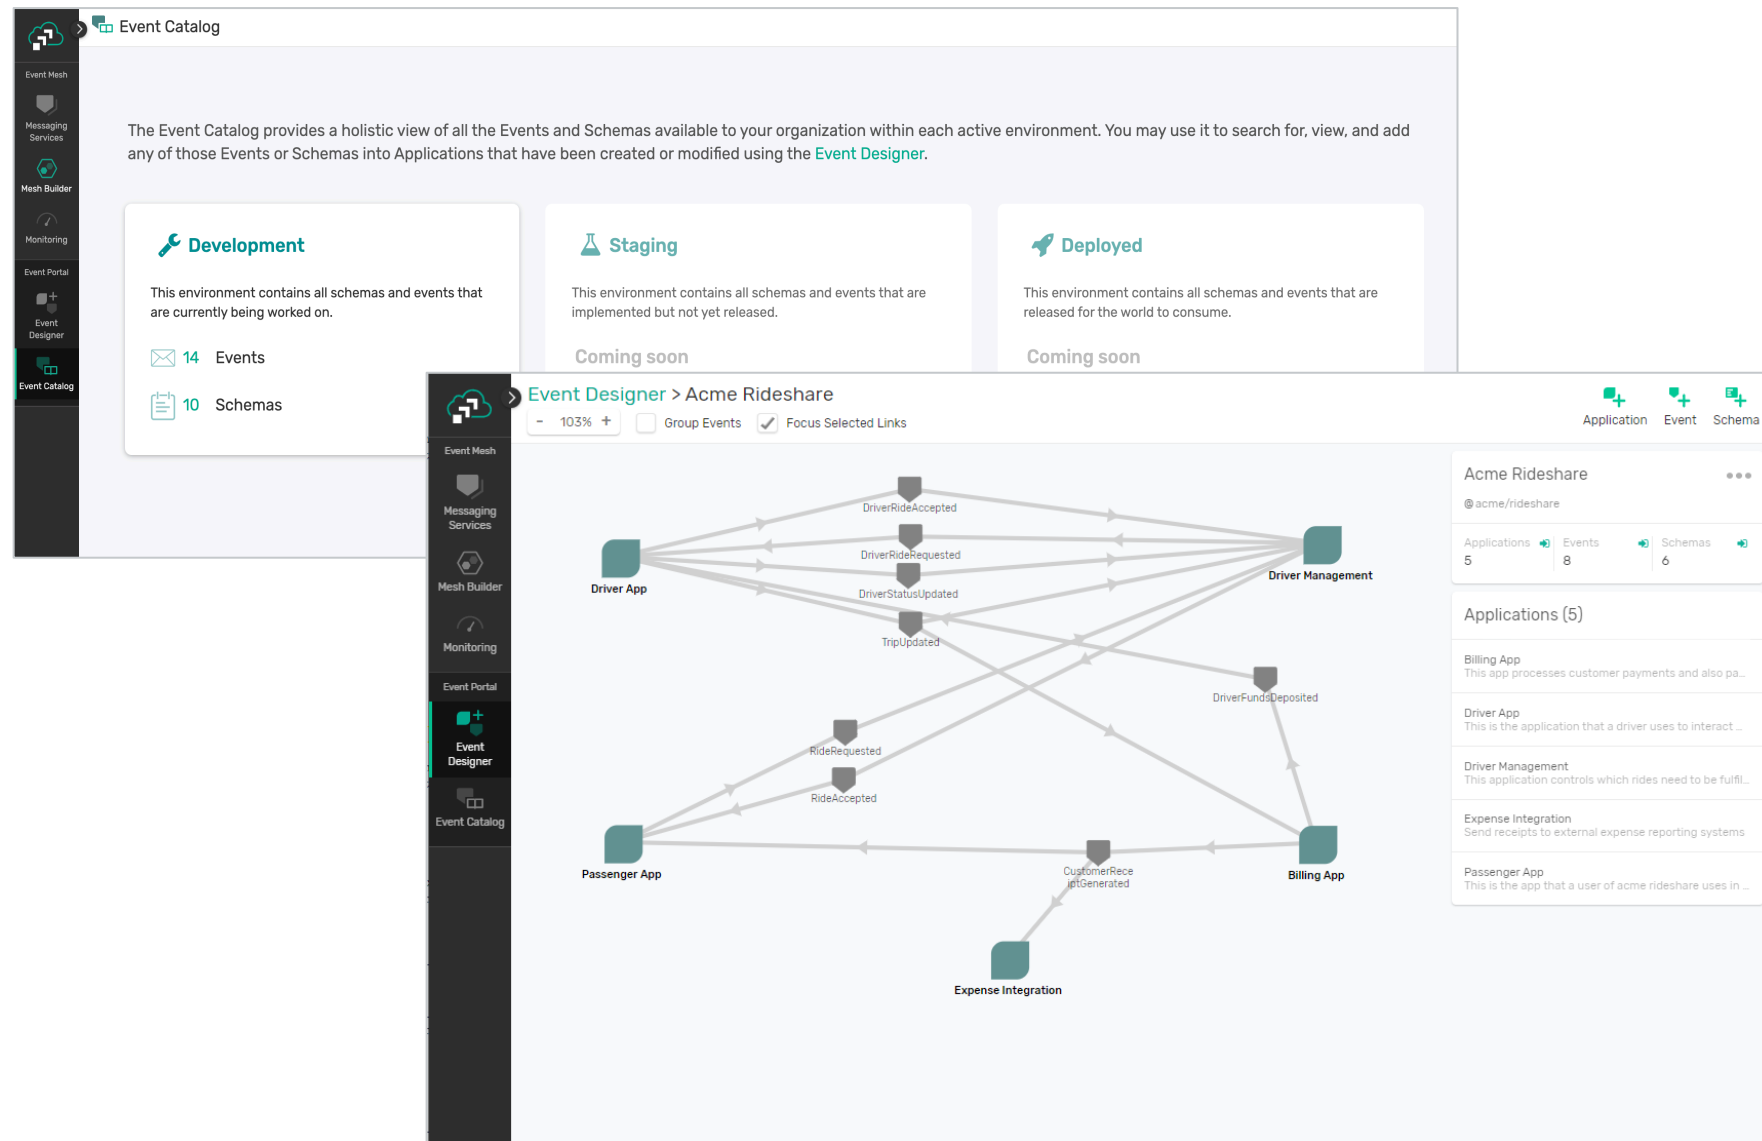 Event Catalog
Event Mesh
Messaging
Services
Mesh Builder
Monitoring
Event Portal
Event
Designer
Event Catalog
The Event Catalog provides a holistic view of all the Events and Schemas available to your organization within each active environment. You may use it to search for, view, and add
any of those Events or Schemas into Applications that have been created or modified using the Event Designer.
Development
This environment contains all schemas and events that
are currently being worked on.
14 Events
10 Schemas
Staging
This environment contains all schemas and events that are
implemented but not yet released.
Coming soon
Deployed
This environment contains all schemas and events that are
released for the world to consume.
Coming soon
Event Mesh
Messaging
Services
Mesh Builder
Monitoring
Event Portal
Event
Designer
Event Catalog
Event Designer > Acme Rideshare
- 103% + Group Events Focus Selected Links
Application Event Schema
DriverRideAccepted
DriverRideRequested
DriverStatusUpdated
TripUpdated
Driver App
Driver Management
DriverFundsDeposited
RideRequested
RideAccepted
Passenger App
CustomerRece
iptGenerated
Billing App
Expense Integration
Acme Rideshare
@acme/rideshare
Applications Events Schemas
5 8 6
Applications (5)
Billing App
This app processes customer payments and also pa...
Driver App
This is the application that a driver uses to interact ...
Driver Management
This application controls which rides need to be fulfil...
Expense Integration
Send receipts to external expense reporting systems
Passenger App
This is the app that a user of acme rideshare uses in ...